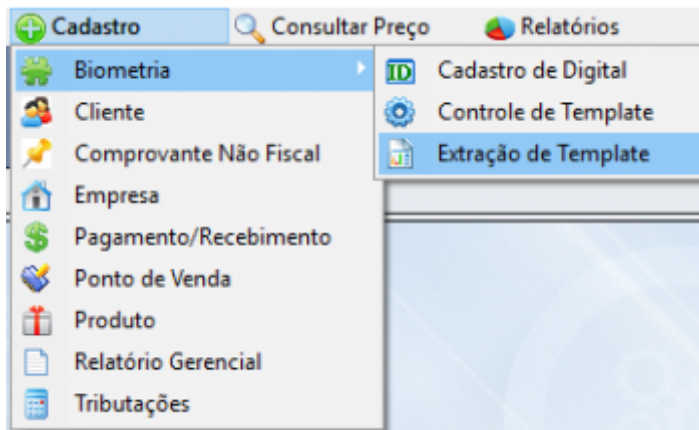 Cadastro Consultar Preço Relatórios
Biometria
Cliente
Comprovante Não Fiscal
Empresa
Pagamento/Recebimento
Ponto de Venda
Produto
Relatório Gerencial
Tributações
ID Cadastro de Digital
Controle de Template
Extração de Template